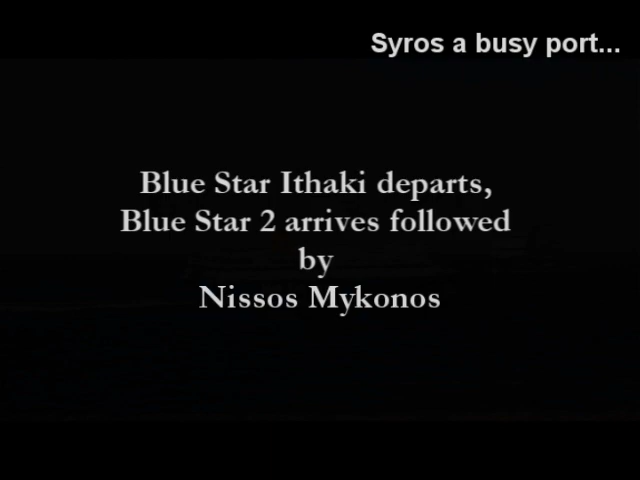 Syros a busy port...
Blue Star Ithaki departs,
Blue Star 2 arrives followed
by
Nissos Mykonos